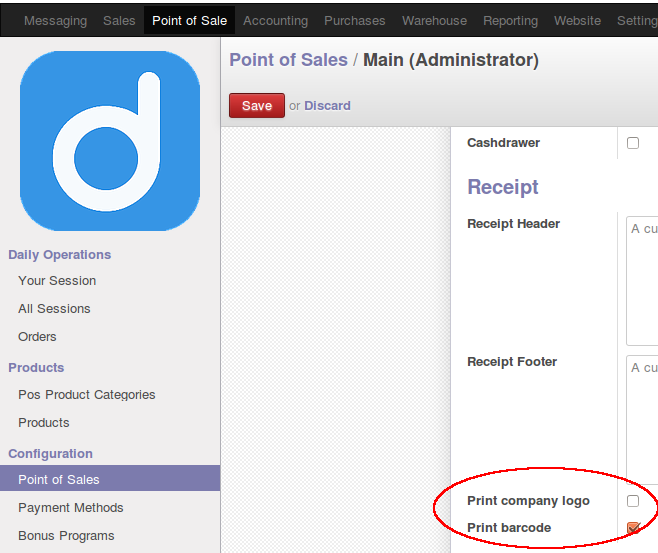 Messaging Sales Point of Sale Accounting Purchases Warehouse Reporting Website Setting
Point of Sales / Main (Administrator)
Save or Discard
d
Daily Operations
Your Session
All Sessions
Orders
Products
Pos Product Categories
Products
Configuration
Point of Sales
Payment Methods
Bonus Programs
Cashdrawer
Receipt
Receipt Header
A cu
Receipt Footer
A cu
Print company logo
Print barcode